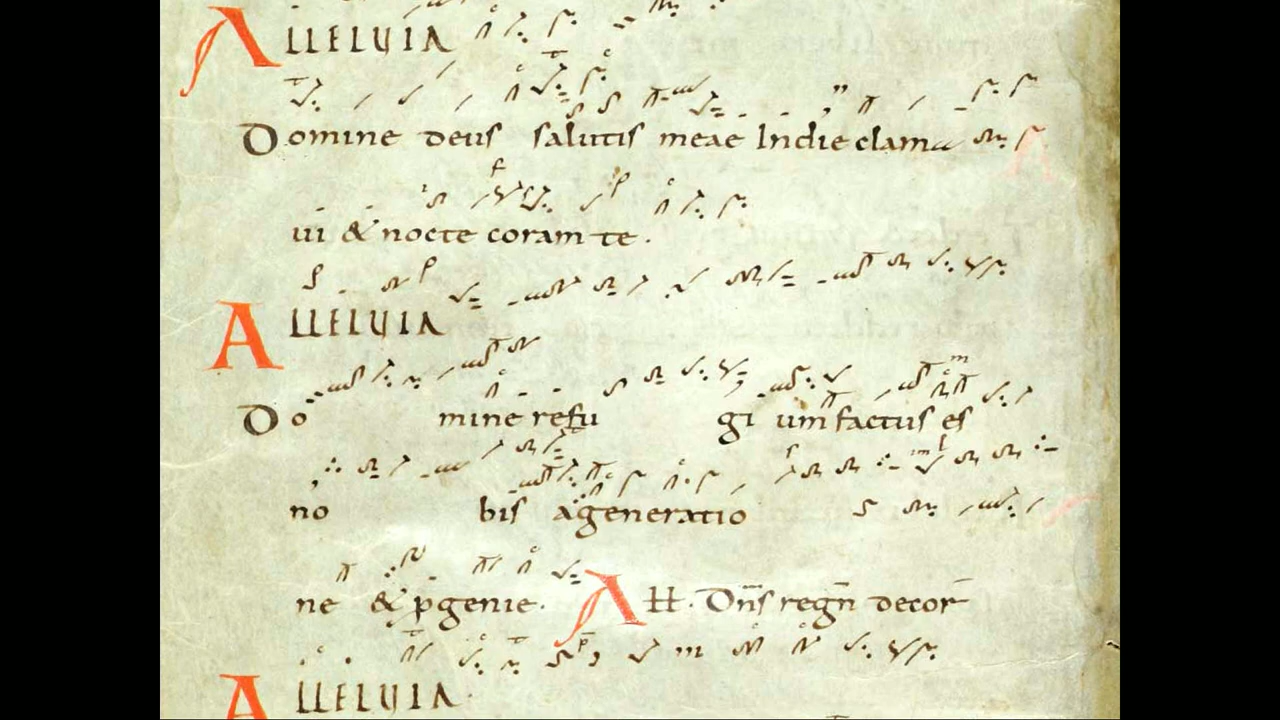 ALLELUIA
Domine deus salutis meae Indie clama
ui & nocte coram te.
ALLELUIA
Do mine refu gi um factus es
no bis ageneratio
ne & pgenie. All. Dns regn decor
ALLELUIA